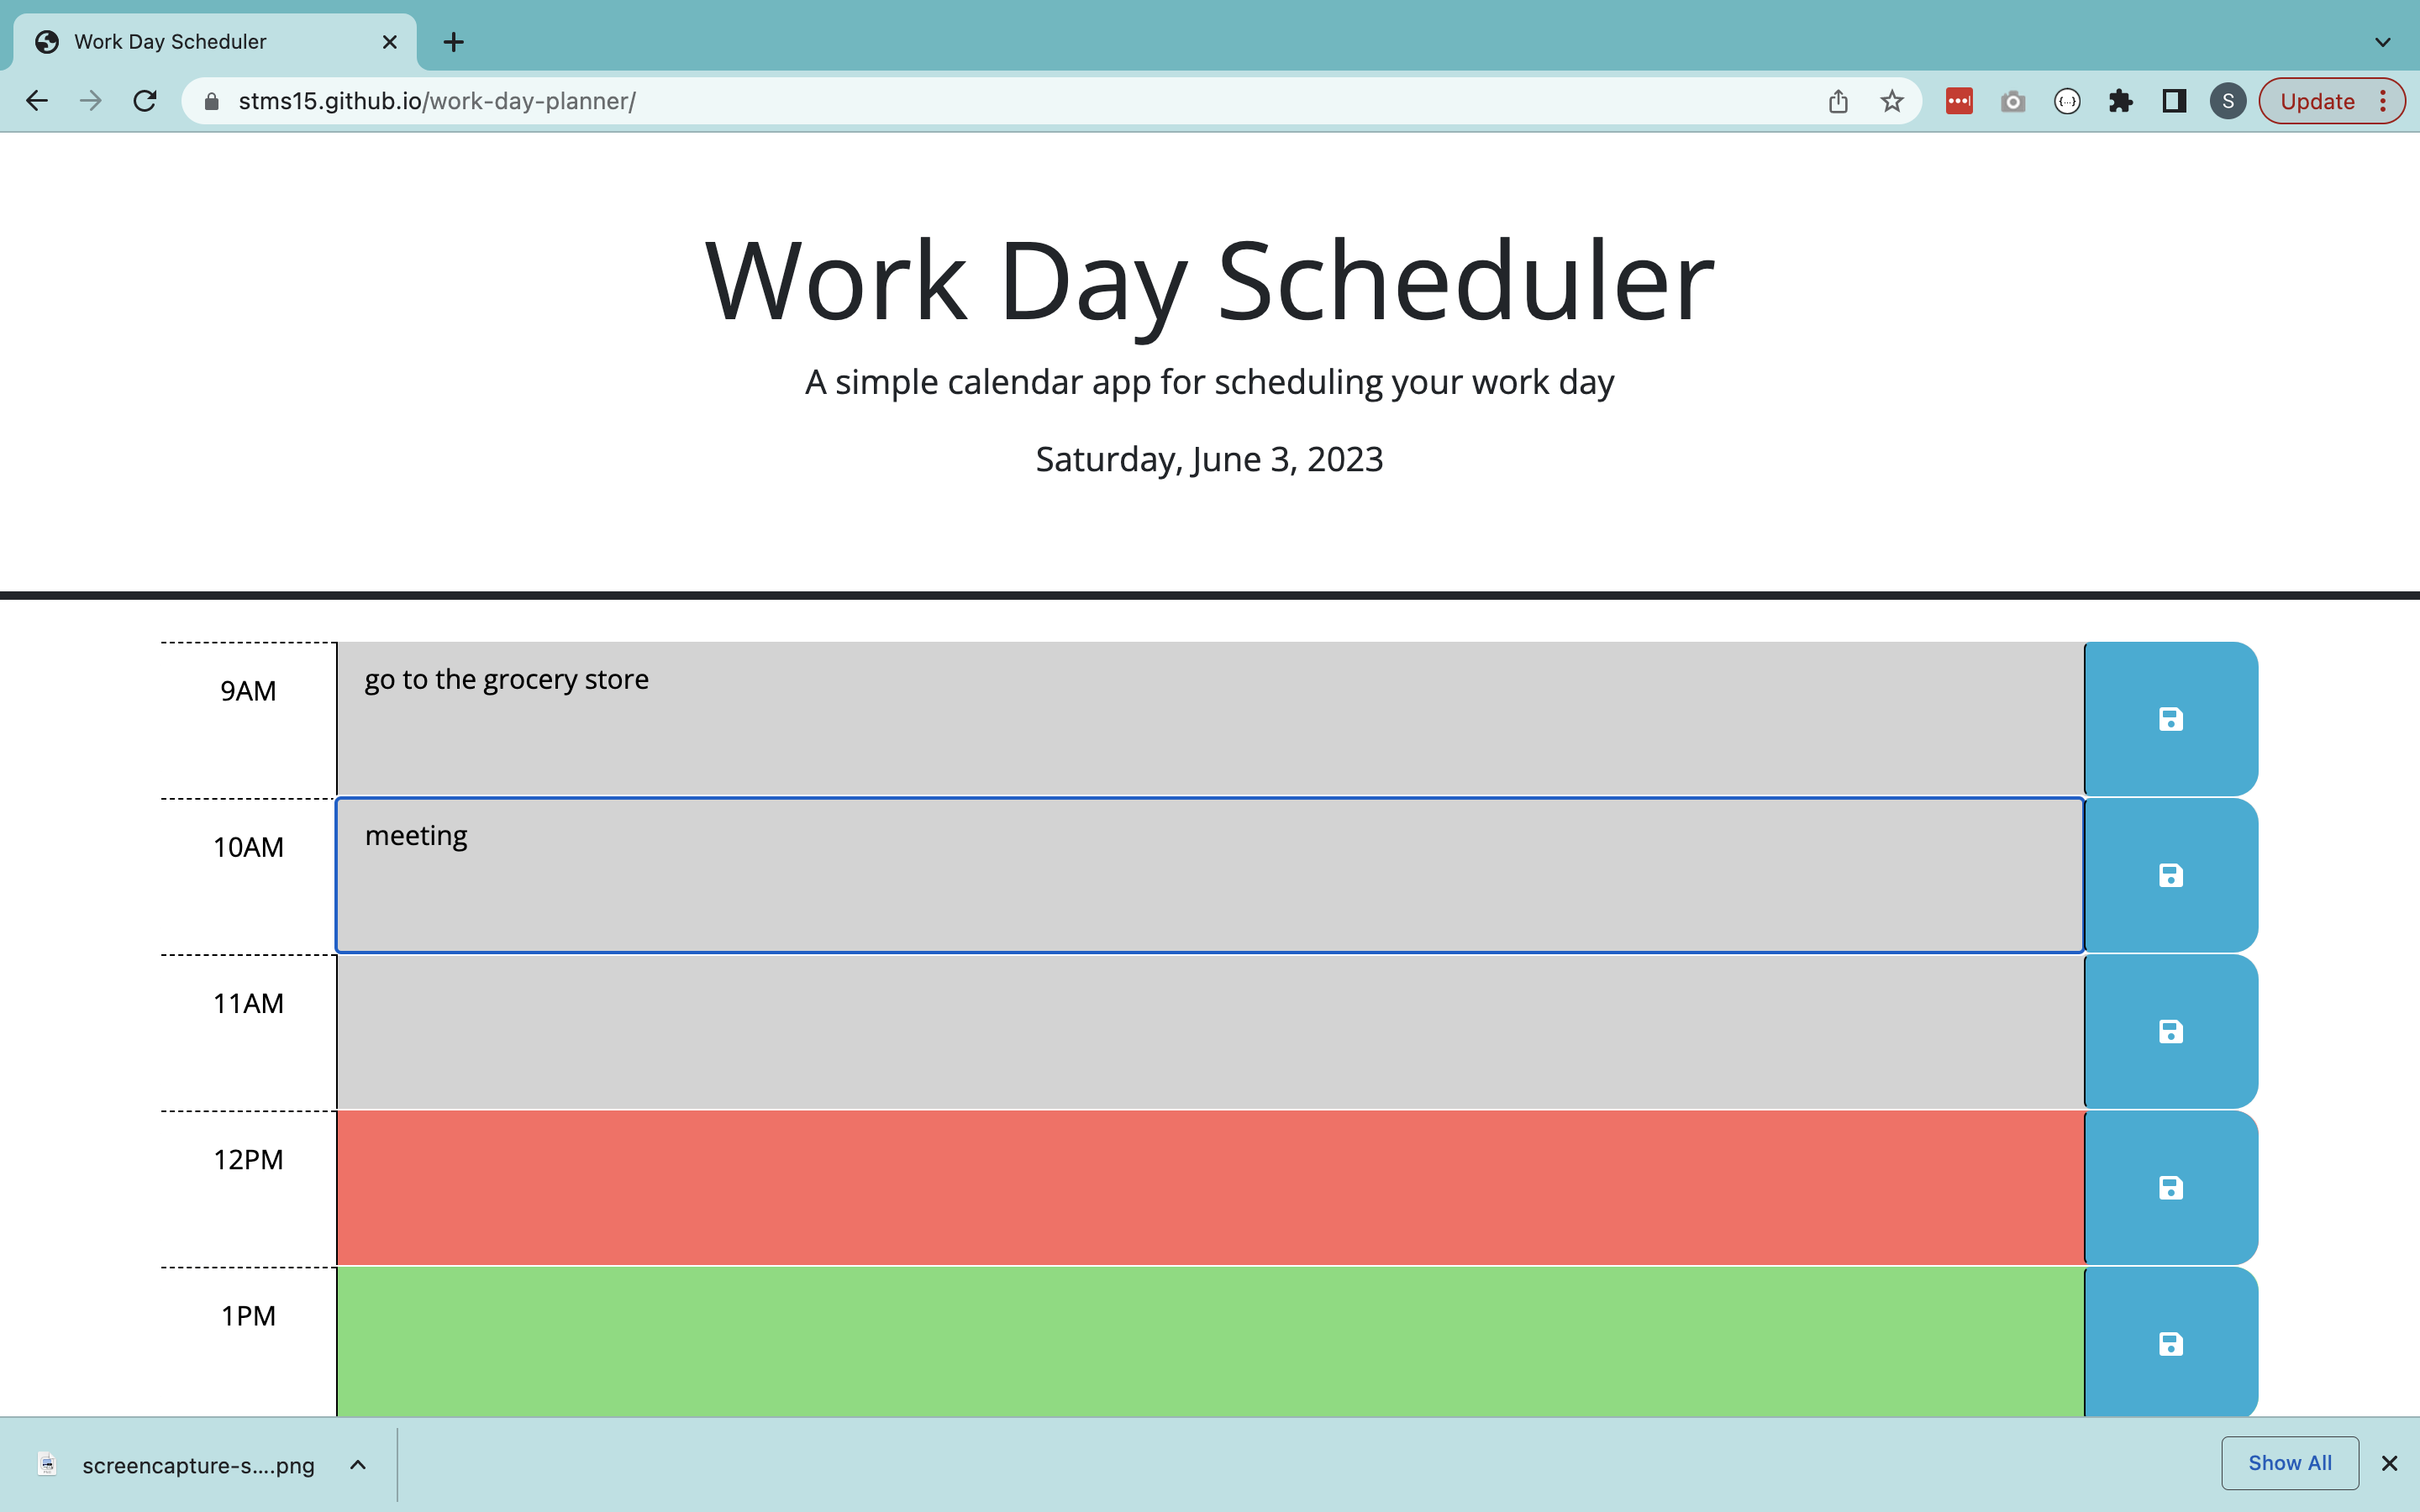 Work Day Scheduler
stms15.github.io/work-day-planner/
S
Update
Work Day Scheduler
A simple calendar app for scheduling your work day
Saturday, June 3, 2023
9AM
go to the grocery store
10AM
meeting
11AM
12PM
1PM
screencapture-s....png
Show All